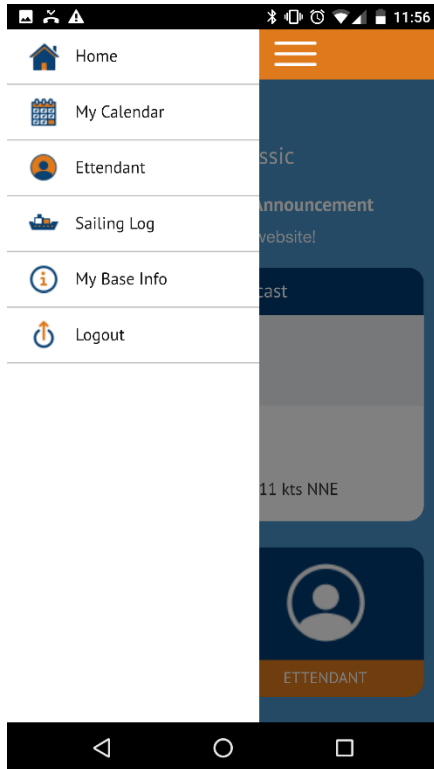 11:56
Home
My Calendar
Ettendant
Sailing Log
My Base Info
Logout
ssic
Announcement
website!
cast
11 kts NNE
ETTENDANT